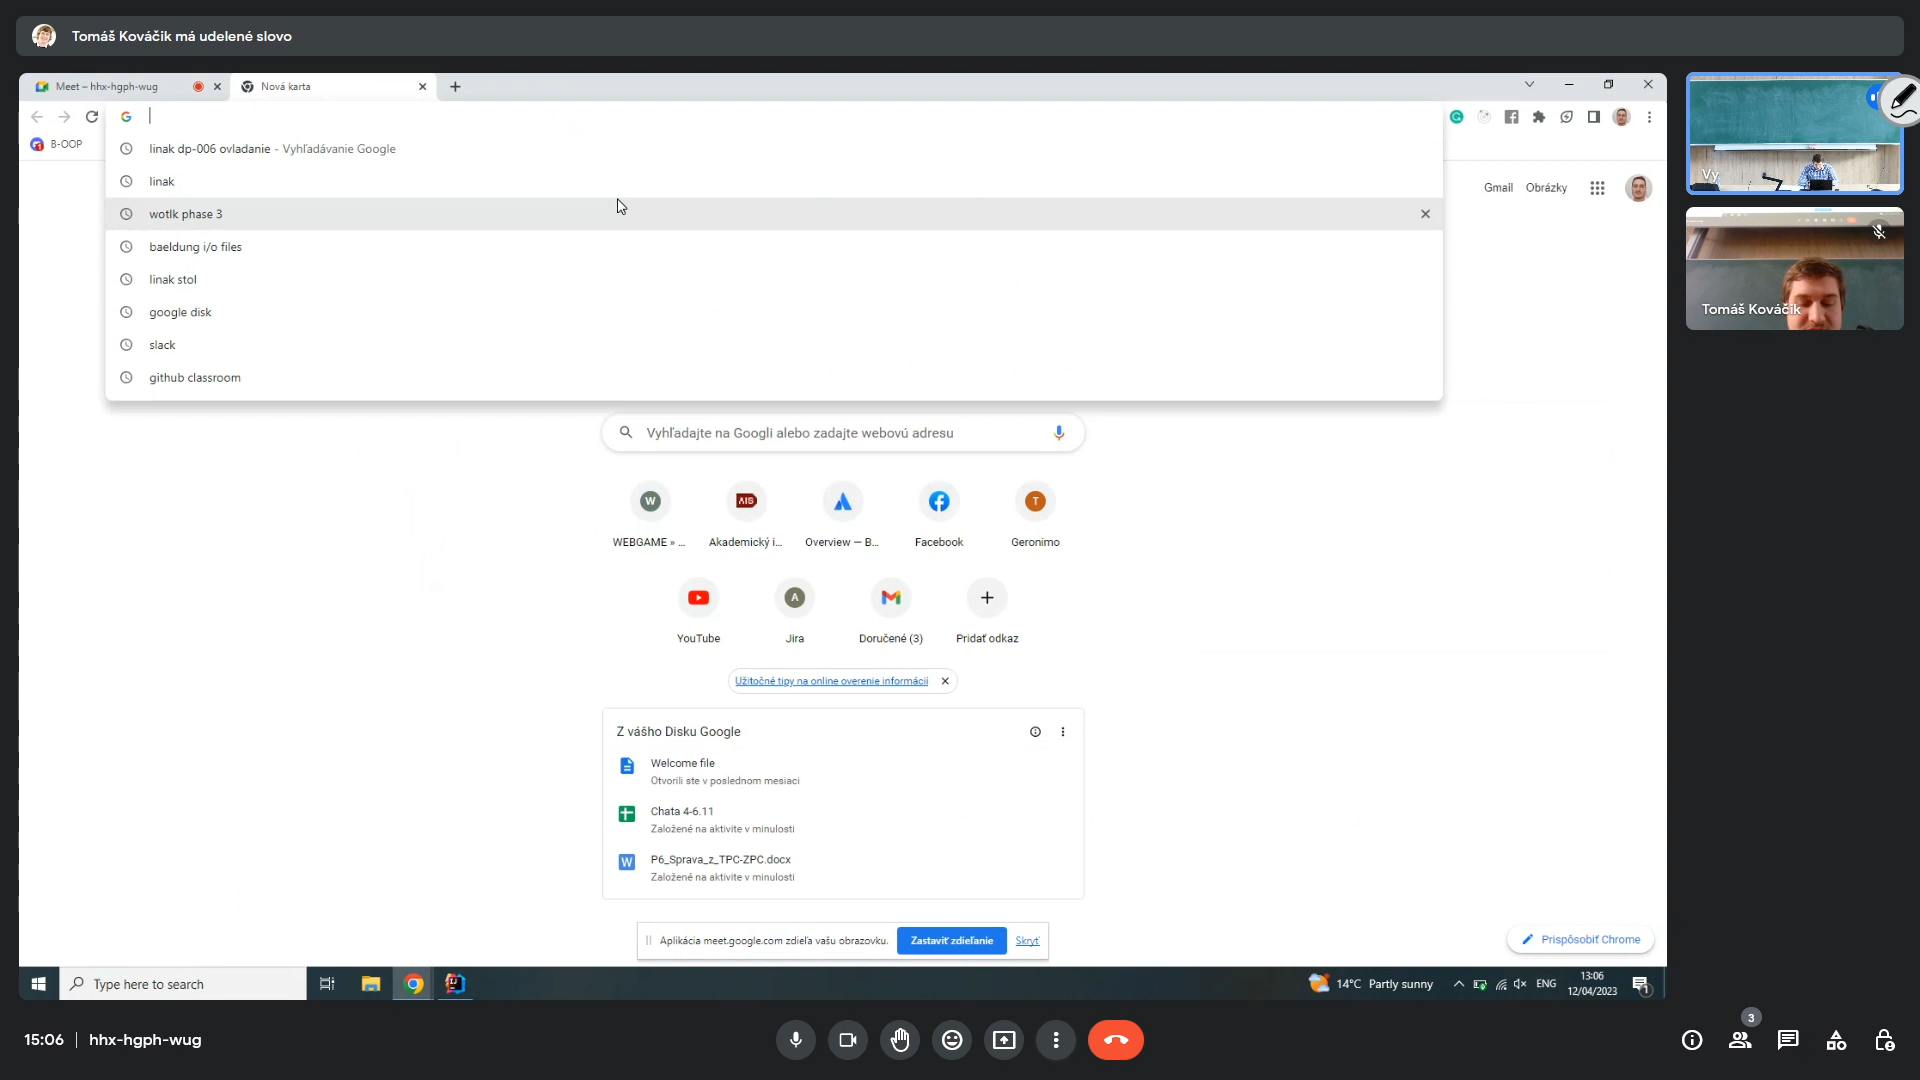 Tomáš Kováčik má udelené slovo
Meet – hhx-hgph-wug
Nová karta
B-OOP
linak dp-006 ovladanie - Vyhľadávanie Google
linak
wotlk phase 3
baeldung i/o files
linak stol
google disk
slack
github classroom
Gmail
Obrázky
Vyhľadajte na Googli alebo zadajte webovú adresu
W
AIS
T
WEBGAME » ...
Akademický i...
Overview — B...
Facebook
Geronimo
A
YouTube
Jira
Doručené (3)
Pridať odkaz
Užitočné tipy na online overenie informácií
Z vášho Disku Google
Welcome file
Otvorili ste v poslednom mesiaci
Chata 4-6.11
Založené na aktivite v minulosti
P6_Sprava_z_TPC-ZPC.docx
Založené na aktivite v minulosti
Aplikácia meet.google.com zdieľa vašu obrazovku.
Zastaviť zdieľanie
Skryť
Prispôsobiť Chrome
Type here to search
14°C Partly sunny
ENG
13:06
12/04/2023
1
Vy
Tomáš Kováčik
15:06
hhx-hgph-wug
3